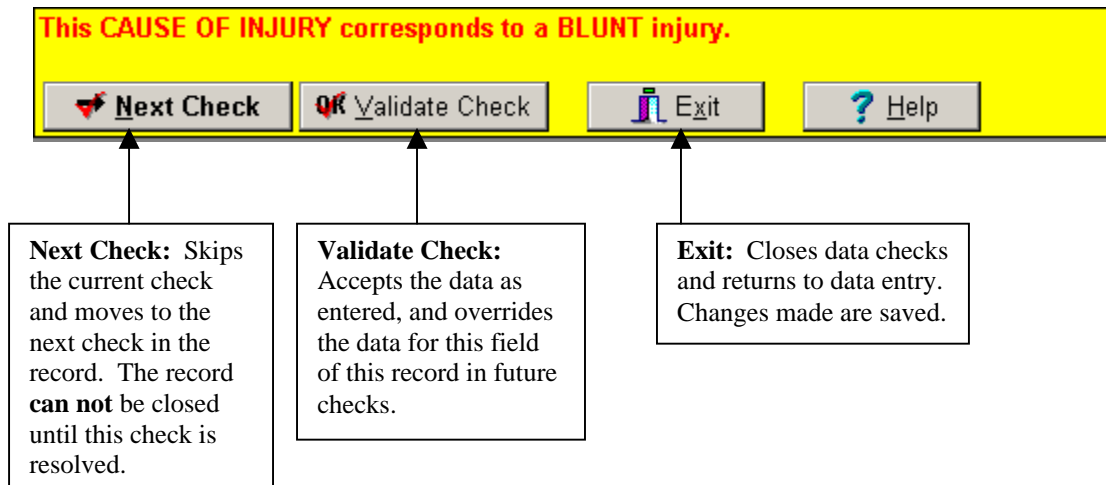 This CAUSE OF INJURY corresponds to a BLUNT injury.
Next Check
OK Validate Check
Exit
? Help
Next Check: Skips
the current check
and moves to the
next check in the
record. The record
can not be closed
until this check is
resolved.
Validate Check:
Accepts the data as
entered, and overrides
the data for this field
of this record in future
checks.
Exit: Closes data checks
and returns to data entry.
Changes made are saved.